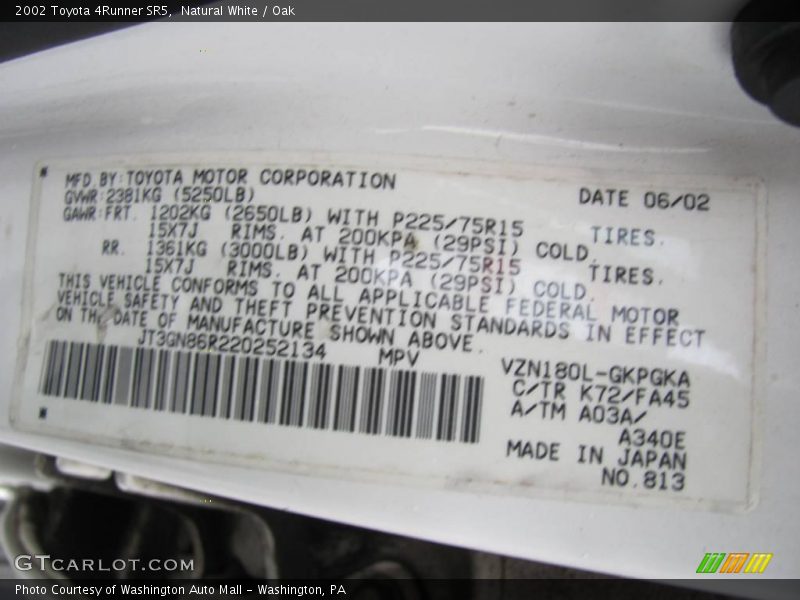 2002 Toyota 4Runner SR5, Natural White / Oak
MFD. BY: TOYOTA MOTOR CORPORATION
DATE 06/02
GVWR: 2381KG (5250LB)
GAWR: FRT. 1202KG (2650LB) WITH P225/75R15 TIRES.
15X7J RIMS. AT 200KPA (29PSI) COLD.
RR. 1361KG (3000LB) WITH P225/75R15 TIRES.
15X7J RIMS. AT 200KPA (29PSI) COLD.
THIS VEHICLE CONFORMS TO ALL APPLICABLE FEDERAL MOTOR
VEHICLE SAFETY AND THEFT PREVENTION STANDARDS IN EFFECT
ON THE DATE OF MANUFACTURE SHOWN ABOVE.
JT3GN86R220252134 MPV
VZN180L-GKPGKA
C/TR K72/FA45
A/TM A03A/
A340E
MADE IN JAPAN
NO.813
GTCARLOT.COM
Photo Courtesy of Washington Auto Mall - Washington, PA